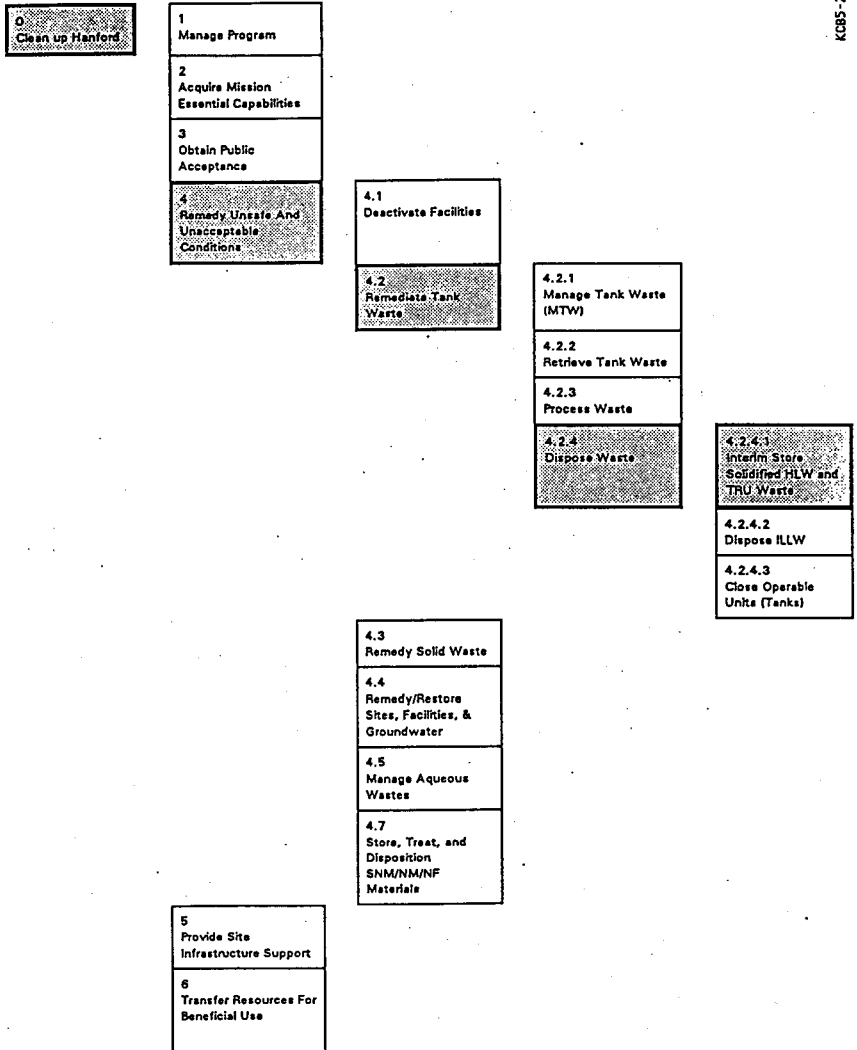 0
Clean up Hanford
1
Manage Program
2
Acquire Mission
Essential Capabilities
3
Obtain Public
Acceptance
4
Remedy Unsafe And
Unacceptable
Conditions
4.1
Deactivate Facilities
4.2
Remediate Tank
Waste
4.2.1
Manage Tank Waste
(MTW)
4.2.2
Retrieve Tank Waste
4.2.3
Process Waste
4.2.4
Dispose Waste
4.2.4.1
Interim Store
Solidified HLW and
TRU Waste
4.2.4.2
Dispose ILLW
4.2.4.3
Close Operable
Units (Tanks)
4.3
Remedy Solid Waste
4.4
Remedy/Restore
Sites, Facilities, &
Groundwater
4.5
Manage Aqueous
Wastes
4.7
Store, Treat, and
Disposition
SNM/NM/NF
Materials
5
Provide Site
Infrastructure Support
6
Transfer Resources For
Beneficial Use